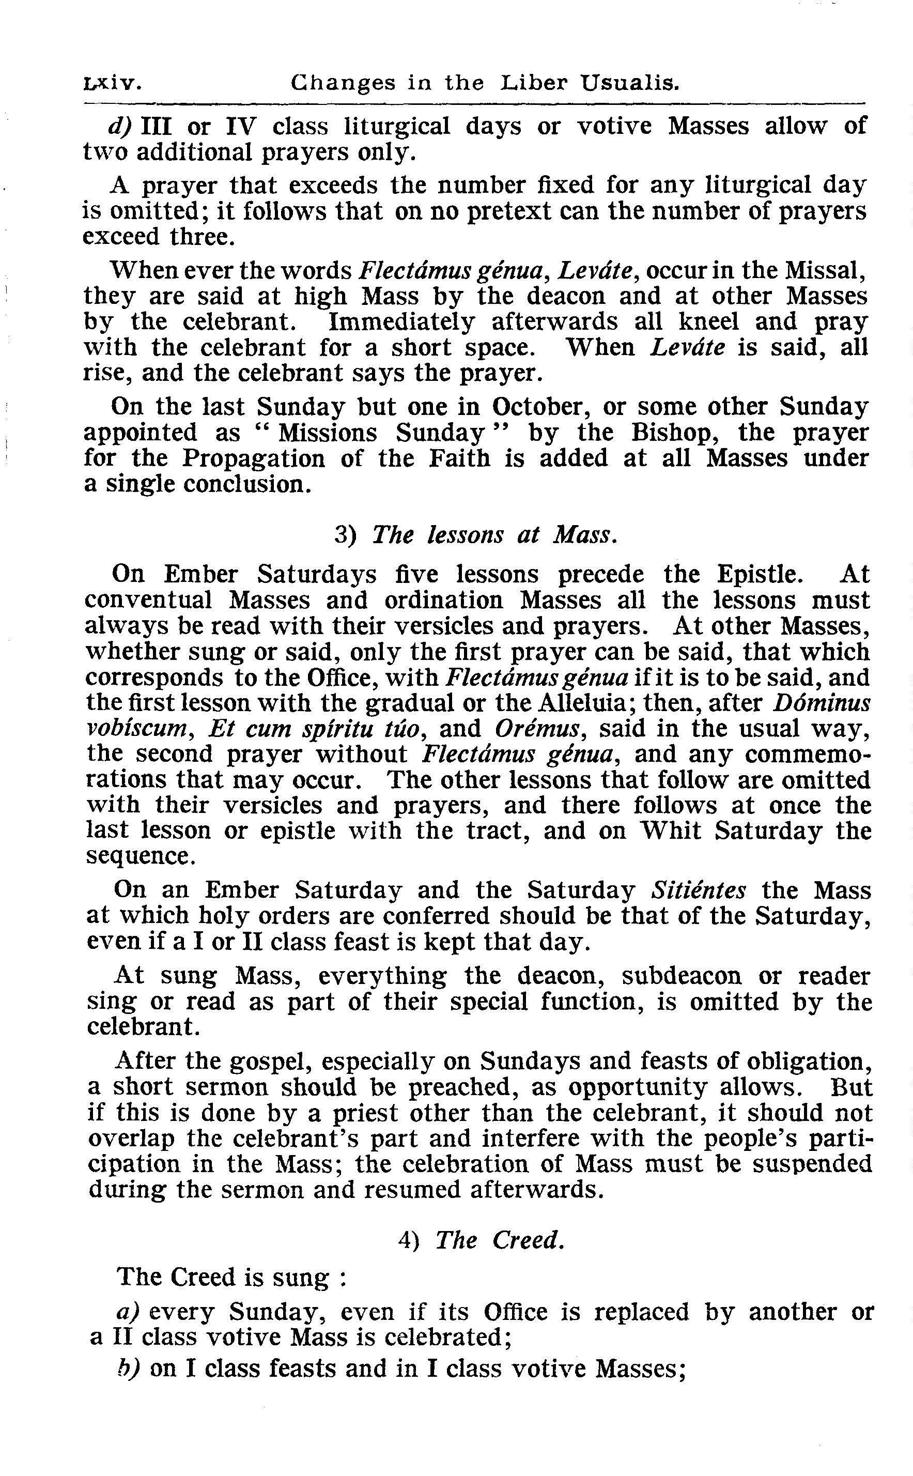 Lxiv. Changes in the Liber Usualis.
d) III or IV class liturgical days or votive Masses allow of
two additional prayers only.
A prayer that exceeds the number fixed for any liturgical day
is omitted; it follows that on no pretext can the number of prayers
exceed three.
When ever the words Flectámus génua, Leváte, occur in the Missal,
they are said at high Mass by the deacon and at other Masses
by the celebrant. Immediately afterwards all kneel and pray
with the celebrant for a short space. When Leváte is said, all
rise, and the celebrant says the prayer.
On the last Sunday but one in October, or some other Sunday
appointed as “ Missions Sunday ” by the Bishop, the prayer
for the Propagation of the Faith is added at all Masses under
a single conclusion.
3) The lessons at Mass.
On Ember Saturdays five lessons precede the Epistle. At
conventual Masses and ordination Masses all the lessons must
always be read with their versicles and prayers. At other Masses,
whether sung or said, only the first prayer can be said, that which
corresponds to the Office, with Flectámus génua if it is to be said, and
the first lesson with the gradual or the Alleluia; then, after Dóminus
vobíscum, Et cum spíritu túo, and Orémus, said in the usual way,
the second prayer without Flectámus génua, and any commemo-
rations that may occur. The other lessons that follow are omitted
with their versicles and prayers, and there follows at once the
last lesson or epistle with the tract, and on Whit Saturday the
sequence.
On an Ember Saturday and the Saturday Sitiéntes the Mass
at which holy orders are conferred should be that of the Saturday,
even if a I or II class feast is kept that day.
At sung Mass, everything the deacon, subdeacon or reader
sing or read as part of their special function, is omitted by the
celebrant.
After the gospel, especially on Sundays and feasts of obligation,
a short sermon should be preached, as opportunity allows. But
if this is done by a priest other than the celebrant, it should not
overlap the celebrant’s part and interfere with the people’s parti-
cipation in the Mass; the celebration of Mass must be suspended
during the sermon and resumed afterwards.
4) The Creed.
The Creed is sung :
a) every Sunday, even if its Office is replaced by another or
a II class votive Mass is celebrated;
b) on I class feasts and in I class votive Masses;